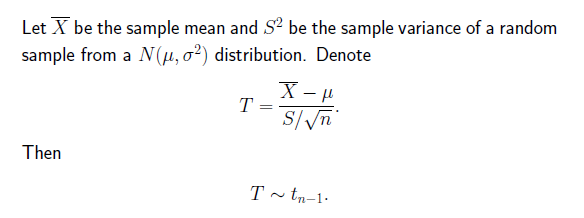 Let X̅ be the sample mean and S² be the sample variance of a random
sample from a N(μ, σ²) distribution. Denote
T = (X̅ − μ) / (S/√n).
Then
T ∼ tₙ₋₁.